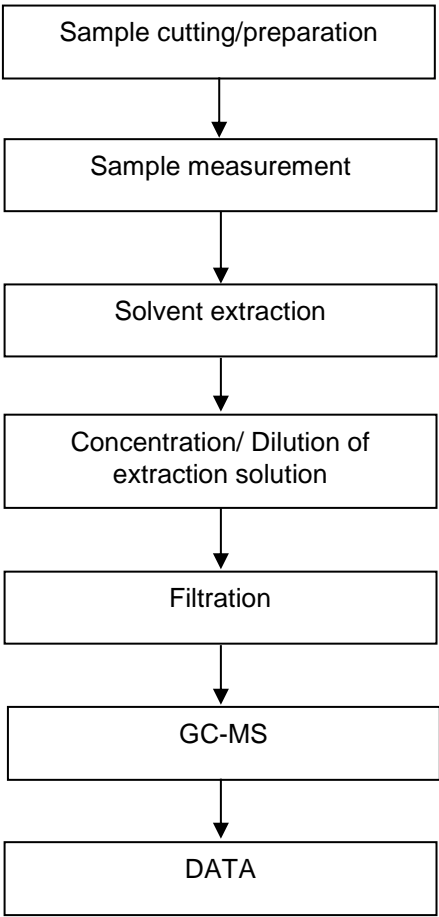 Sample cutting/preparation
Sample measurement
Solvent extraction
Concentration/ Dilution of
extraction solution
Filtration
GC-MS
DATA